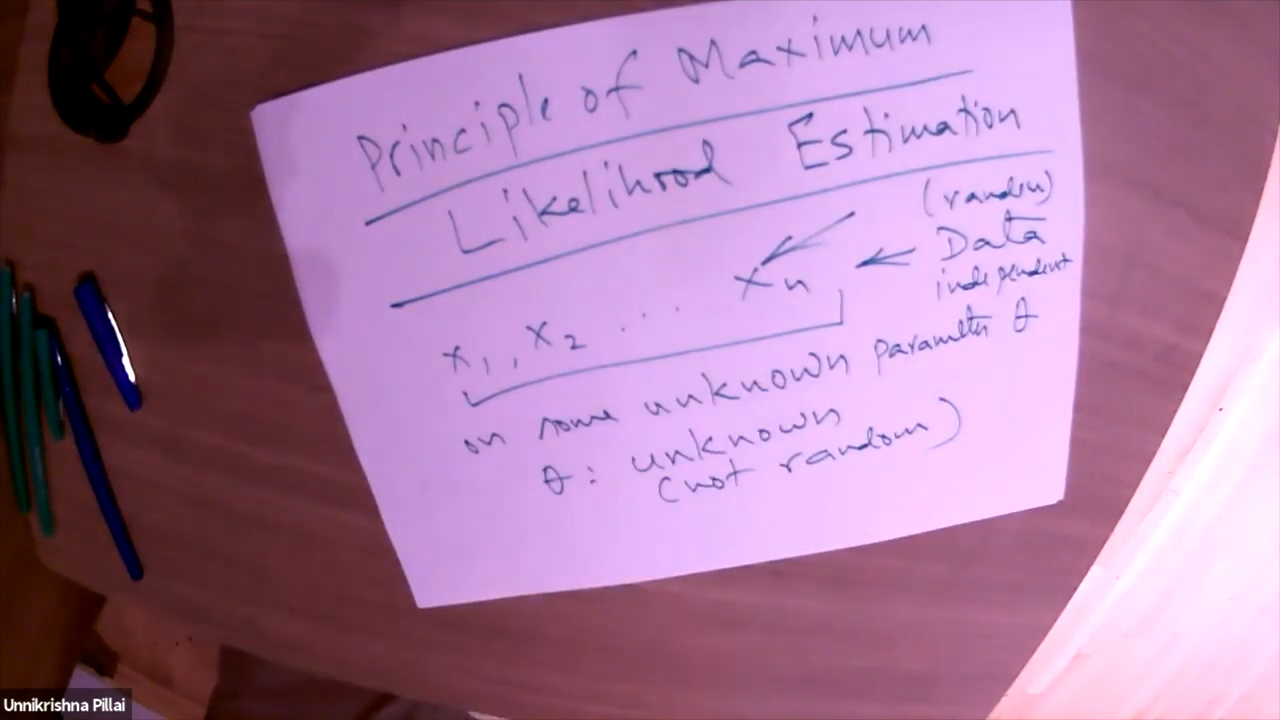 Principle of Maximum
Likelihood Estimation
(random)
x1, x2 ... xn, Data
independent
on some unknown parameter θ
θ: unknown
(not random)
Unnikrishna Pillai